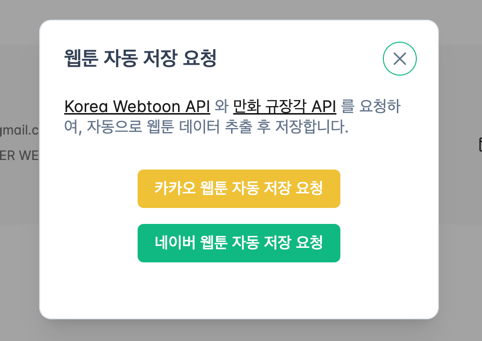 웹툰 자동 저장 요청
Korea Webtoon API 와 만화 규장각 API 를 요청하
여, 자동으로 웹툰 데이터 추출 후 저장합니다.
@gmail.c
ER WE
카카오 웹툰 자동 저장 요청
네이버 웹툰 자동 저장 요청